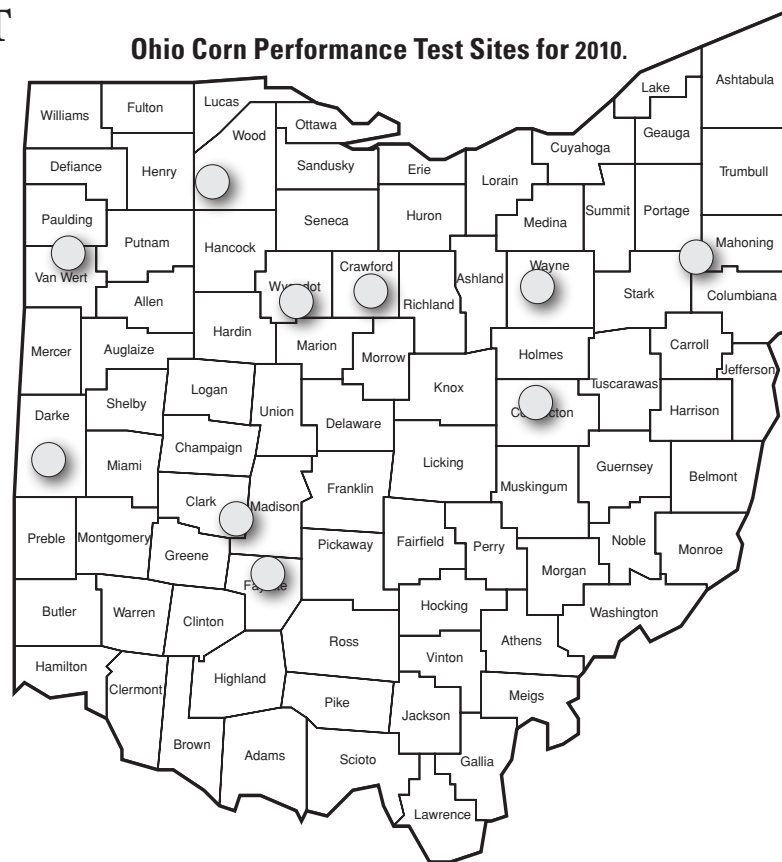 T
Ohio Corn Performance Test Sites for 2010.
Ashtabula
Lake
Lucas
Fulton
Williams
Ottawa
Wood
Geauga
Cuyahoga
Defiance
Henry
Sandusky
Erie
Lorain
Trumbull
Paulding
Seneca
Huron
Medina
Summit
Portage
Putnam
Hancock
Mahoning
Van Wert
Crawford
Wayne
Ashland
Stark
Columbiana
Allen
Richland
Hardin
Marion
Mercer
Auglaize
Morrow
Holmes
Carroll
Jefferson
Logan
Knox
Tuscarawas
Shelby
Union
Harrison
Darke
Delaware
Champaign
Licking
Guernsey
Miami
Belmont
Muskingum
Franklin
Clark
Madison
Preble
Montgomery
Fairfield
Perry
Noble
Pickaway
Monroe
Greene
Morgan
Butler
Warren
Clinton
Hocking
Washington
Ross
Athens
Vinton
Hamilton
Highland
Clermont
Meigs
Pike
Jackson
Brown
Adams
Scioto
Gallia
Lawrence